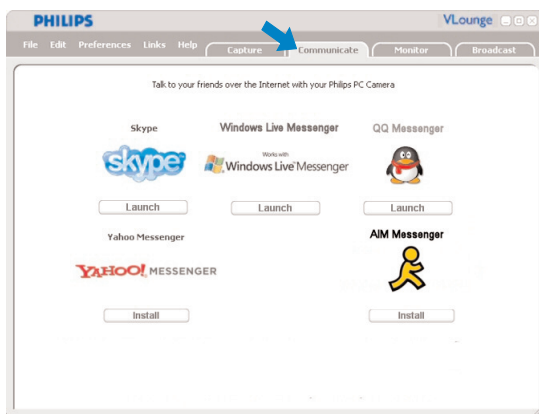 PHILIPS VLounge
File Edit Preferences Links Help Capture Communicate Monitor Broadcast
Talk to your friends over the Internet with your Philips PC Camera
Skype Windows Live Messenger QQ Messenger
skype Works with
Windows Live Messenger
Launch Launch Launch
Yahoo Messenger AIM Messenger
YAHOO! MESSENGER
Install Install